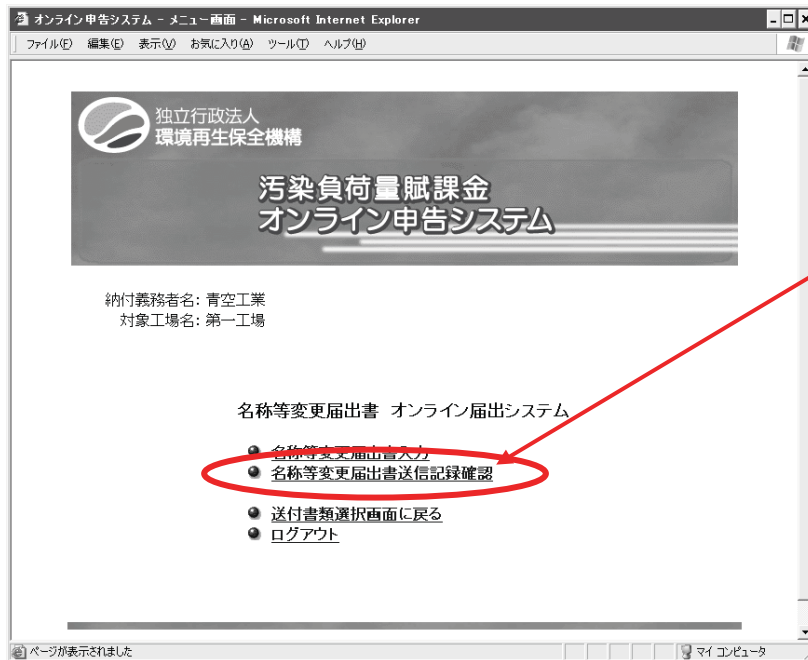 オンライン申告システム - メニュー画面 - Microsoft Internet Explorer
ファイル(F) 編集(E) 表示(V) お気に入り(A) ツール(T) ヘルプ(H)
独立行政法人
環境再生保全機構
汚染負荷量賦課金
オンライン申告システム
納付義務者名: 青空工業
対象工場名: 第一工場
名称等変更届出書 オンライン届出システム
名称等変更届出書入力
名称等変更届出書送信記録確認
送付書類選択画面に戻る
ログアウト
ページが表示されました
マイ コンピュータ